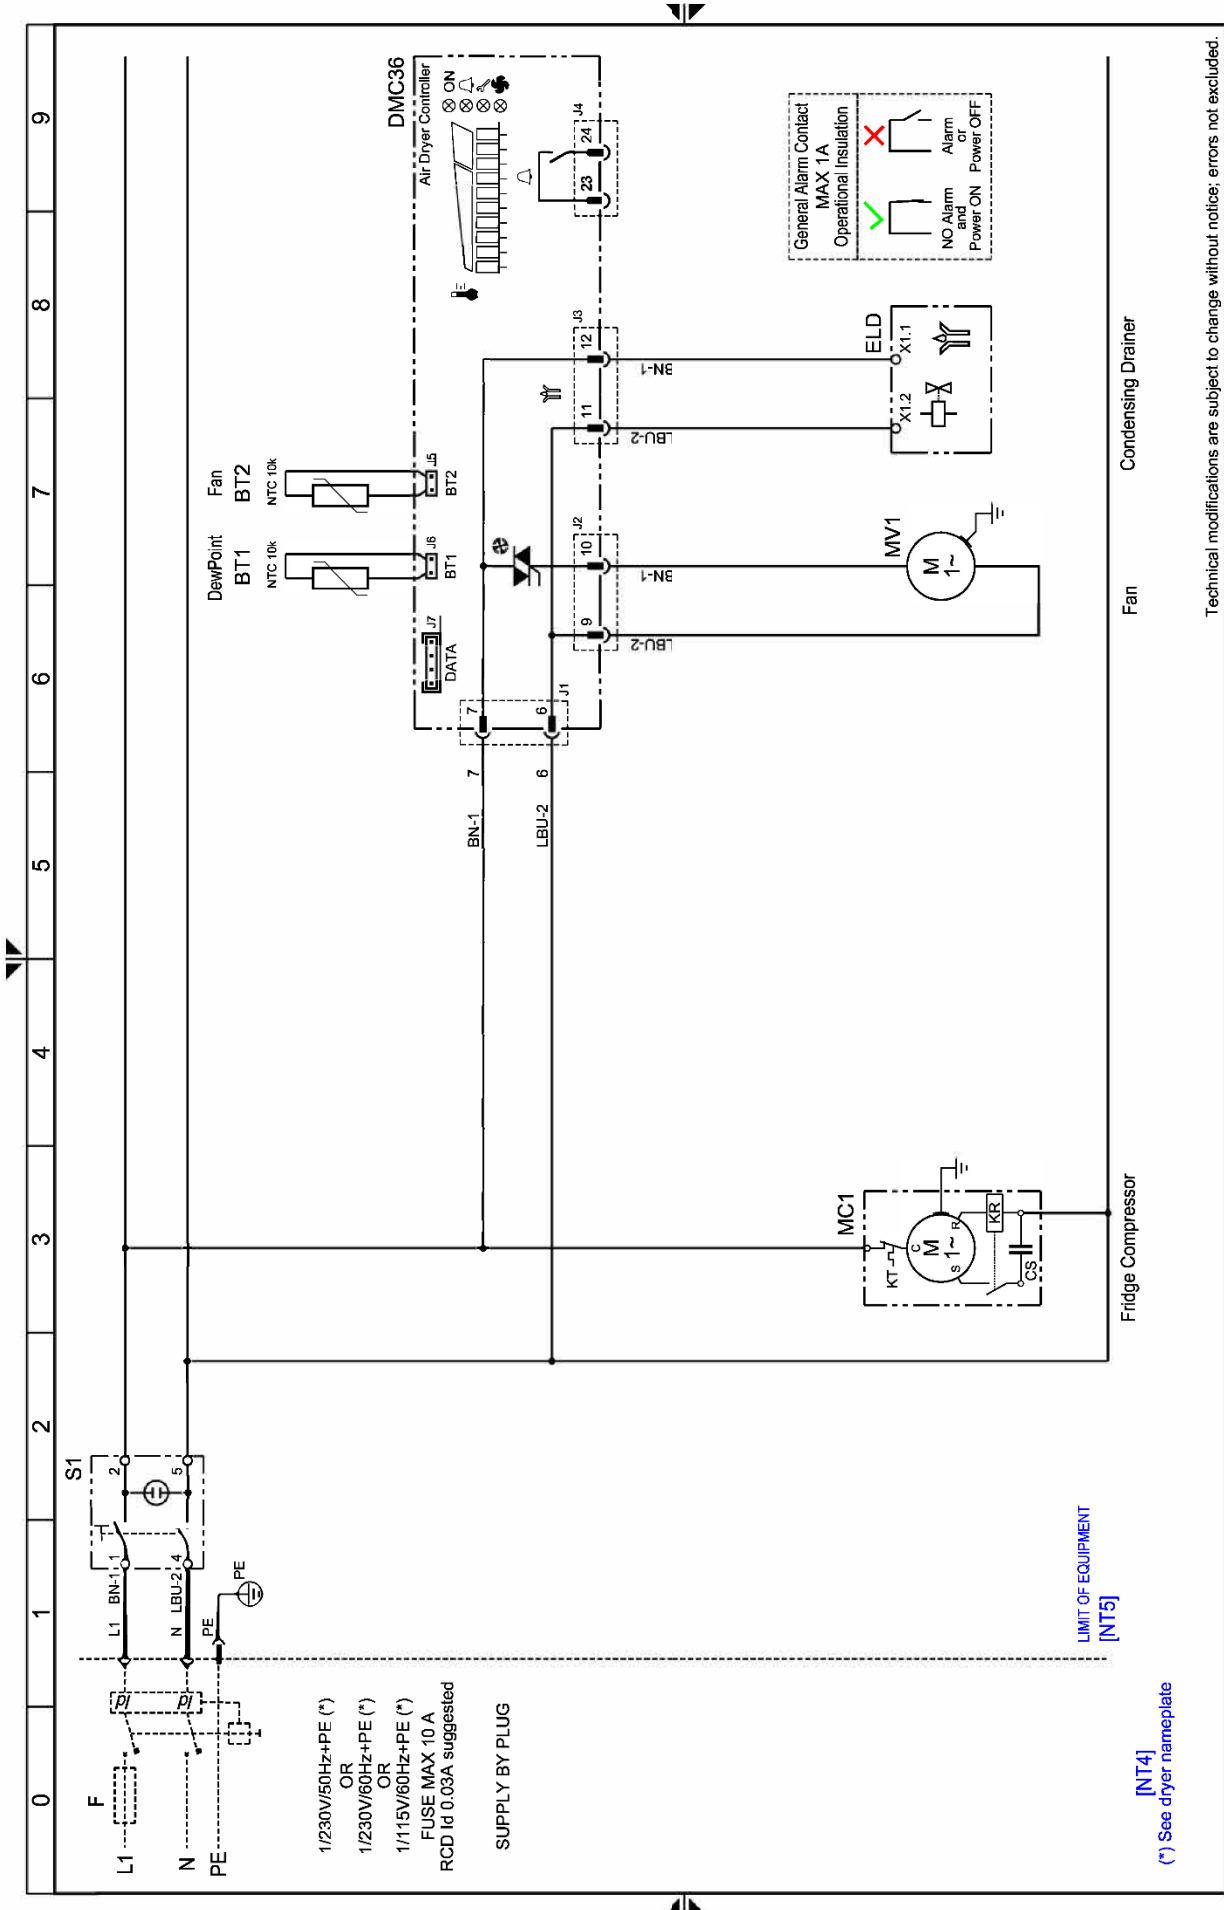 0
1
2
3
4
5
6
7
8
9
F
L1
N
PE
Id
Id
L1
BN-1
N
LBU-2
PE
PE
S1
1
2
4
5
1/230V/50Hz+PE (*)
OR
1/230V/60Hz+PE (*)
OR
1/115V/60Hz+PE (*)
FUSE MAX 10 A
RCD Id 0.03A suggested
SUPPLY BY PLUG
LIMIT OF EQUIPMENT
[NT5]
[NT4]
(*) See dryer nameplate
MC1
KT
C
M
1~
S
R
KR
CS
Fridge Compressor
BN-1
7
7
LBU-2
6
6
J1
DewPoint
BT1
NTC 10k
Fan
BT2
NTC 10k
J7
DATA
J6
BT1
J5
BT2
DMC36
Air Dryer Controller
ON
J2
9
10
J3
11
12
J4
23
24
LBU-2
BN-1
LBU-2
BN-1
MV1
M
1~
Fan
ELD
X1.2
X1.1
Condensing Drainer
General Alarm Contact
MAX 1A
Operational Insulation
NO Alarm
and
Power ON
Alarm
or
Power OFF
Technical modifications are subject to change without notice; errors not excluded.